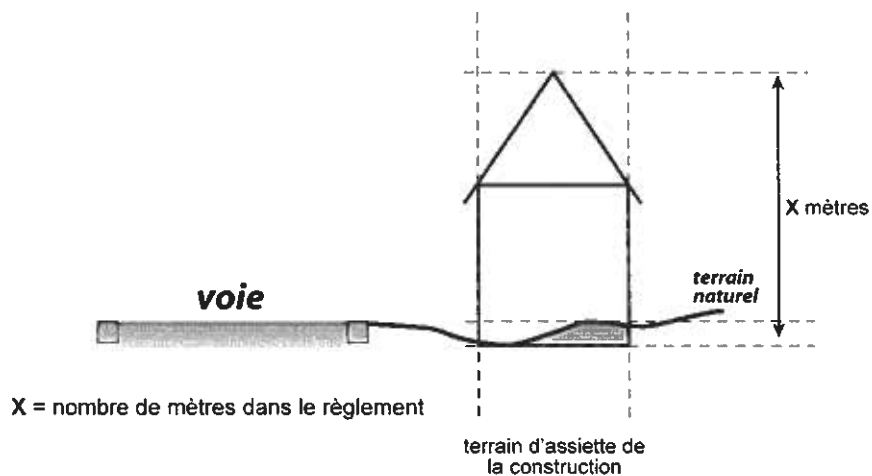 X mètres
terrain
naturel
voie
X = nombre de mètres dans le règlement
terrain d'assiette de
la construction